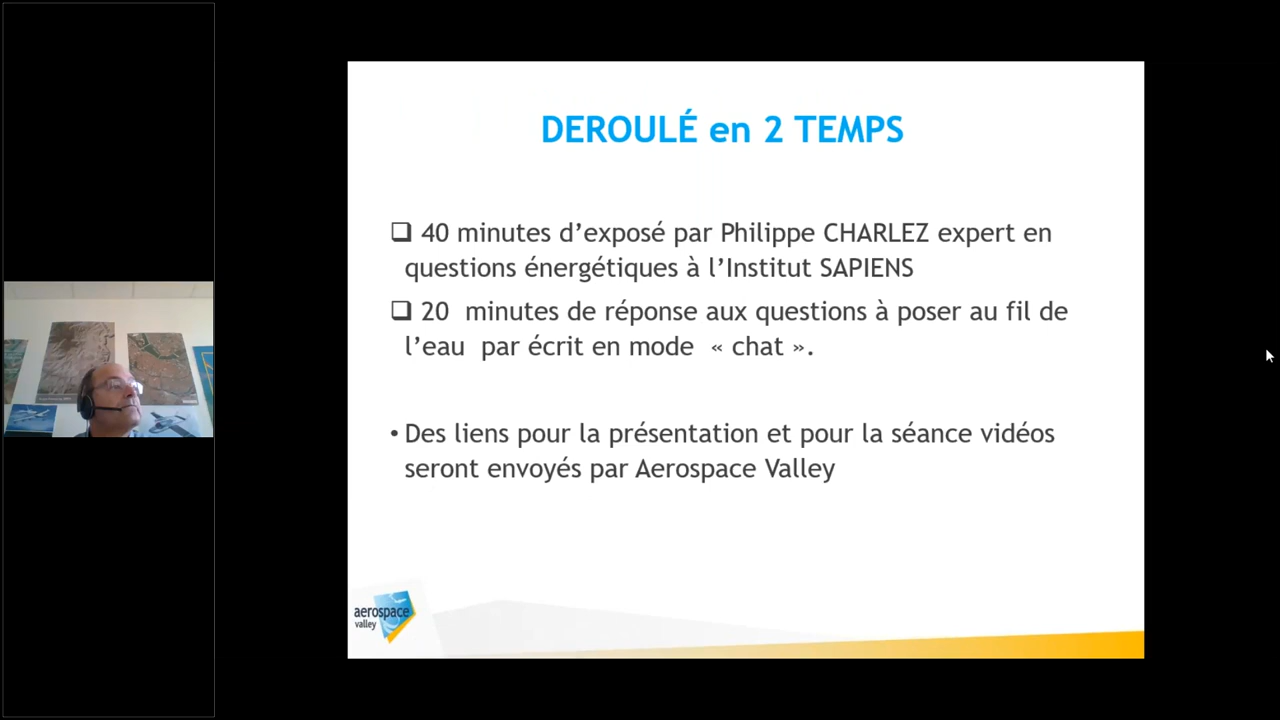 DEROULÉ en 2 TEMPS
❑ 40 minutes d’exposé par Philippe CHARLEZ expert en
questions énergétiques à l’Institut SAPIENS
❑ 20 minutes de réponse aux questions à poser au fil de
l’eau par écrit en mode « chat ».
• Des liens pour la présentation et pour la séance vidéos
seront envoyés par Aerospace Valley
aerospace
valley